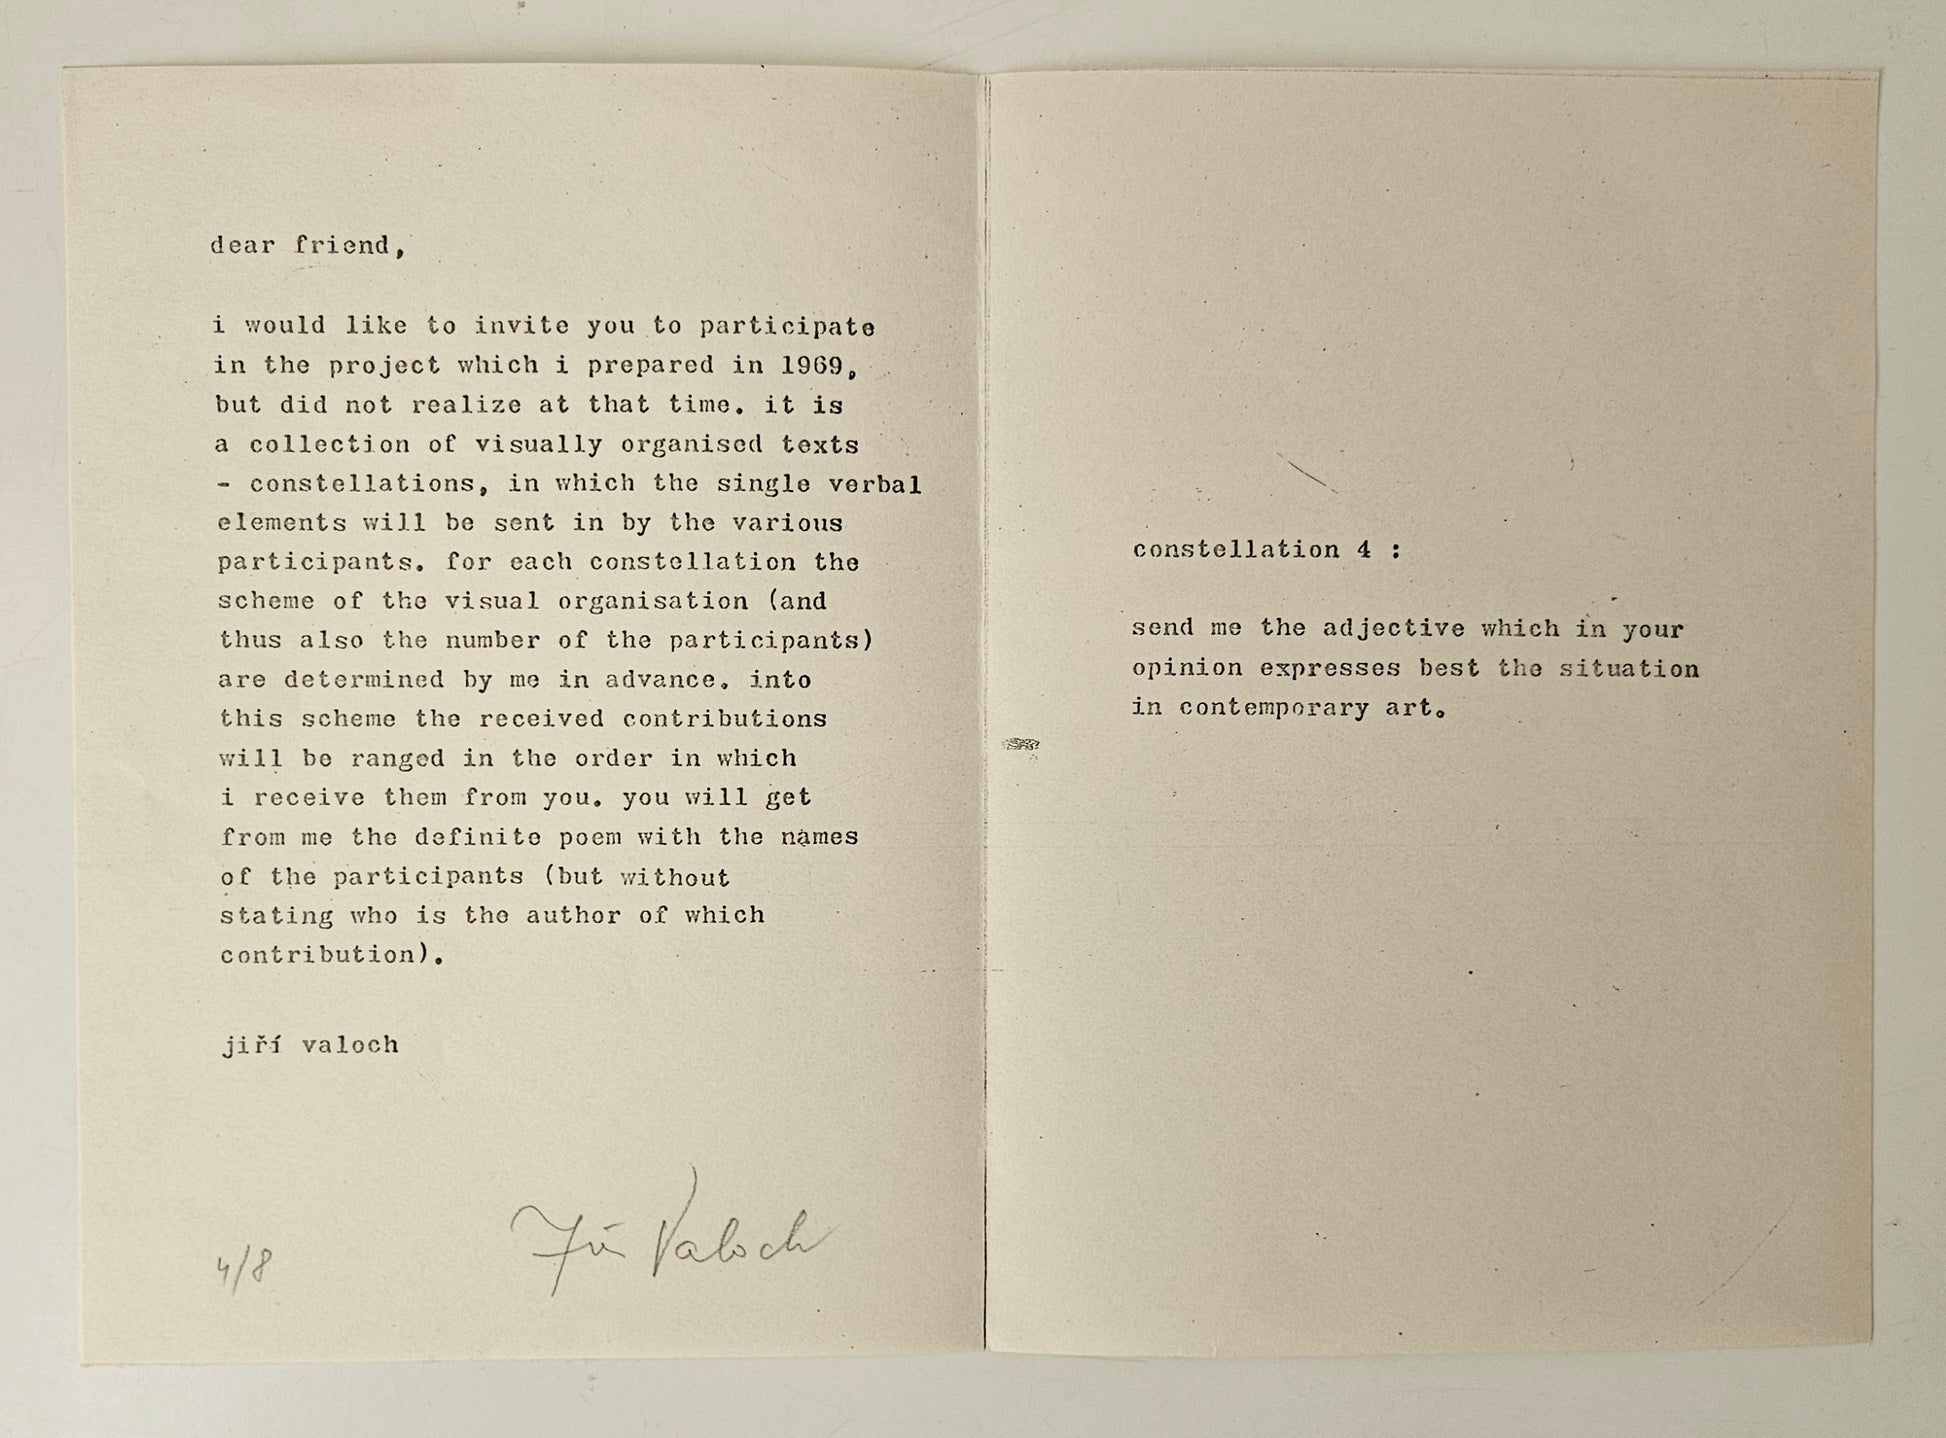 dear friend,
i would like to invite you to participate
in the project which i prepared in 1969,
but did not realize at that time. it is
a collection of visually organised texts
- constellations, in which the single verbal
elements will be sent in by the various
participants. for each constellation the
scheme of the visual organisation (and
thus also the number of the participants)
are determined by me in advance. into
this scheme the received contributions
will be ranged in the order in which
i receive them from you. you will get
from me the definite poem with the names
of the participants (but without
stating who is the author of which
contribution).
jiří valoch
Jiří Valoch
4/8
constellation 4 :
send me the adjective which in your
opinion expresses best the situation
in contemporary art.